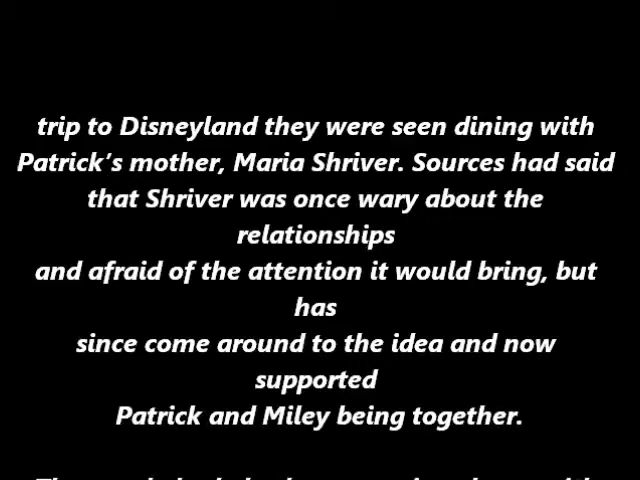 trip to Disneyland they were seen dining with
Patrick's mother, Maria Shriver. Sources had said
that Shriver was once wary about the
relationships
and afraid of the attention it would bring, but
has
since come around to the idea and now
supported
Patrick and Miley being together.